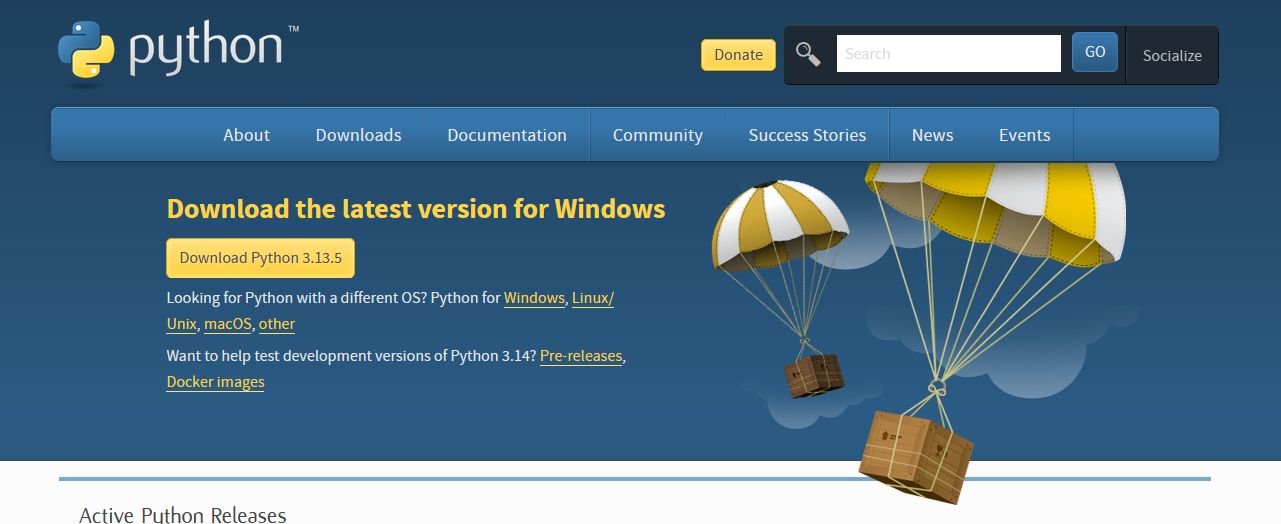 python™
Donate
Search
GO
Socialize
About
Downloads
Documentation
Community
Success Stories
News
Events
Download the latest version for Windows
Download Python 3.13.5
Looking for Python with a different OS? Python for Windows, Linux/
Unix, macOS, other
Want to help test development versions of Python 3.14? Pre-releases,
Docker images
Active Python Releases